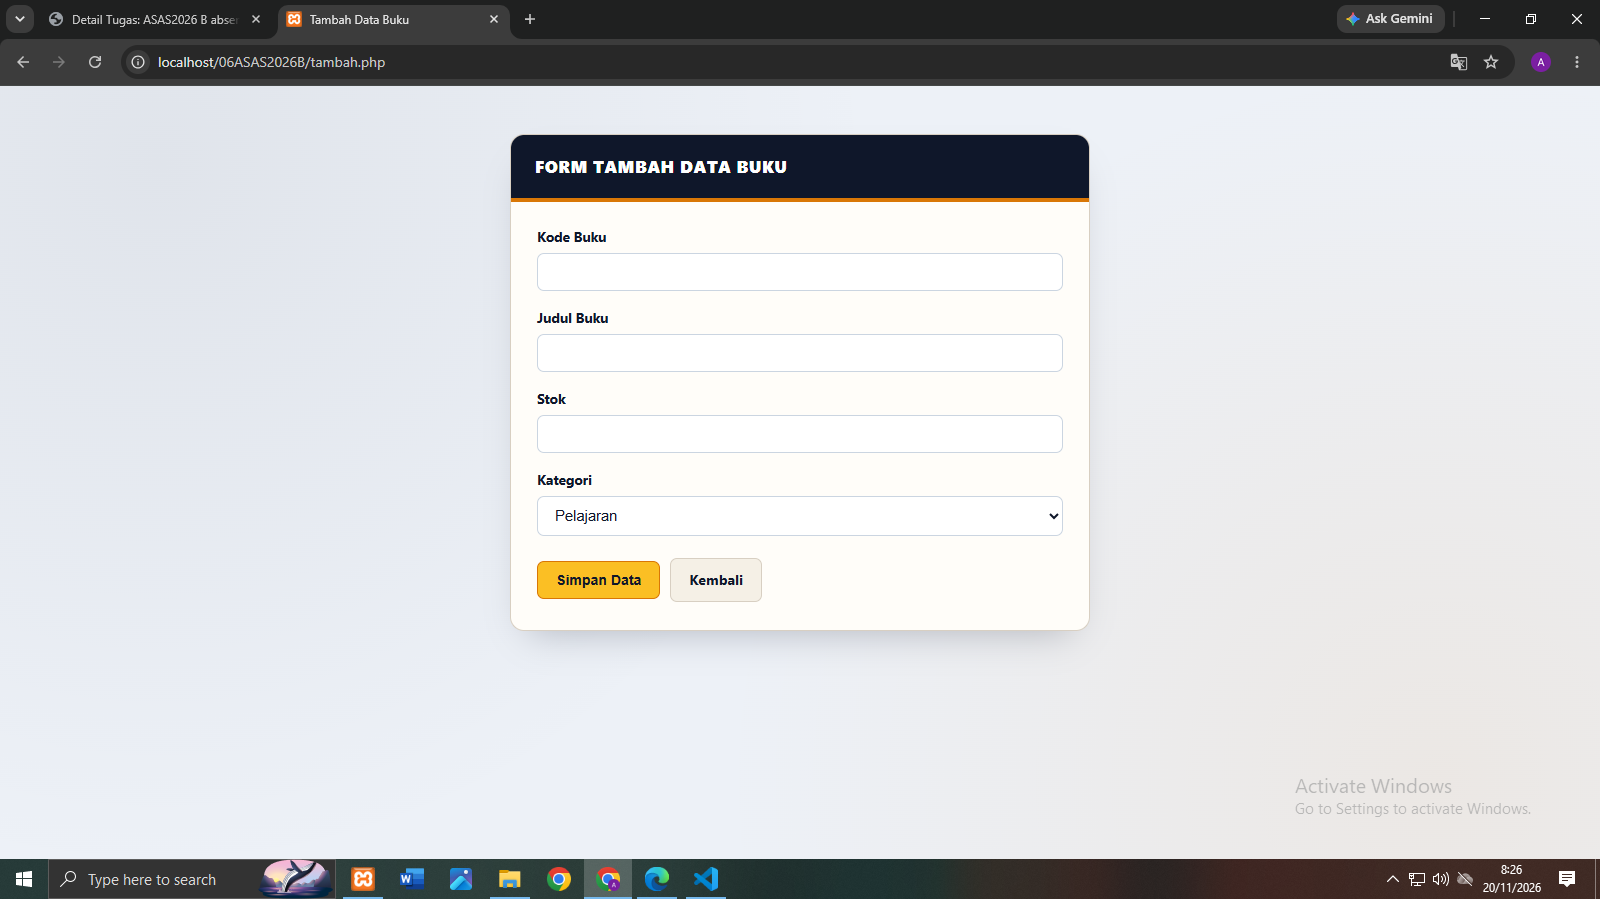 Detail Tugas: ASAS2026 B abse
Tambah Data Buku
Ask Gemini
localhost/06ASAS2026B/tambah.php
A
FORM TAMBAH DATA BUKU
Kode Buku
Judul Buku
Stok
Kategori
Pelajaran
Simpan Data
Kembali
Activate Windows
Go to Settings to activate Windows.
Type here to search
8:26
20/11/2026